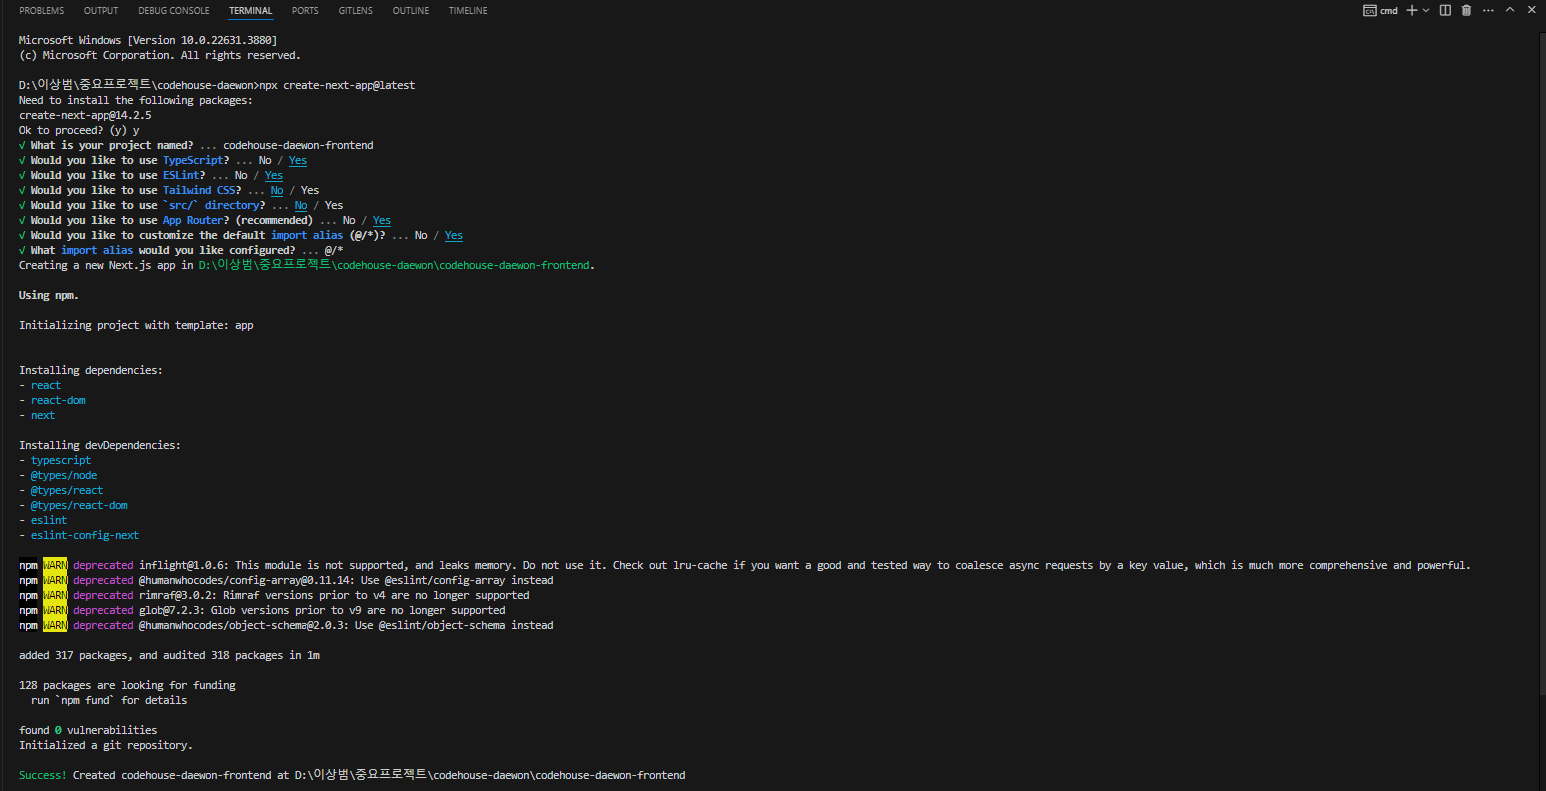 PROBLEMS OUTPUT DEBUG CONSOLE TERMINAL PORTS GITLENS OUTLINE TIMELINE cmd
Microsoft Windows [Version 10.0.22631.3880]
(c) Microsoft Corporation. All rights reserved.
D:\이상범\중요프로젝트\codehouse-daewon>npx create-next-app@latest
Need to install the following packages:
create-next-app@14.2.5
Ok to proceed? (y) y
√ What is your project named? ... codehouse-daewon-frontend
√ Would you like to use TypeScript? ... No / Yes
√ Would you like to use ESLint? ... No / Yes
√ Would you like to use Tailwind CSS? ... No / Yes
√ Would you like to use `src/` directory? ... No / Yes
√ Would you like to use App Router? (recommended) ... No / Yes
√ Would you like to customize the default import alias (@/*)? ... No / Yes
√ What import alias would you like configured? ... @/*
Creating a new Next.js app in D:\이상범\중요프로젝트\codehouse-daewon\codehouse-daewon-frontend.
Using npm.
Initializing project with template: app
Installing dependencies:
- react
- react-dom
- next
Installing devDependencies:
- typescript
- @types/node
- @types/react
- @types/react-dom
- eslint
- eslint-config-next
npm WARN deprecated inflight@1.0.6: This module is not supported, and leaks memory. Do not use it. Check out lru-cache if you want a good and tested way to coalesce async requests by a key value, which is much more comprehensive and powerful.
npm WARN deprecated @humanwhocodes/config-array@0.11.14: Use @eslint/config-array instead
npm WARN deprecated rimraf@3.0.2: Rimraf versions prior to v4 are no longer supported
npm WARN deprecated glob@7.2.3: Glob versions prior to v9 are no longer supported
npm WARN deprecated @humanwhocodes/object-schema@2.0.3: Use @eslint/object-schema instead
added 317 packages, and audited 318 packages in 1m
128 packages are looking for funding
run `npm fund` for details
found 0 vulnerabilities
Initialized a git repository.
Success! Created codehouse-daewon-frontend at D:\이상범\중요프로젝트\codehouse-daewon\codehouse-daewon-frontend